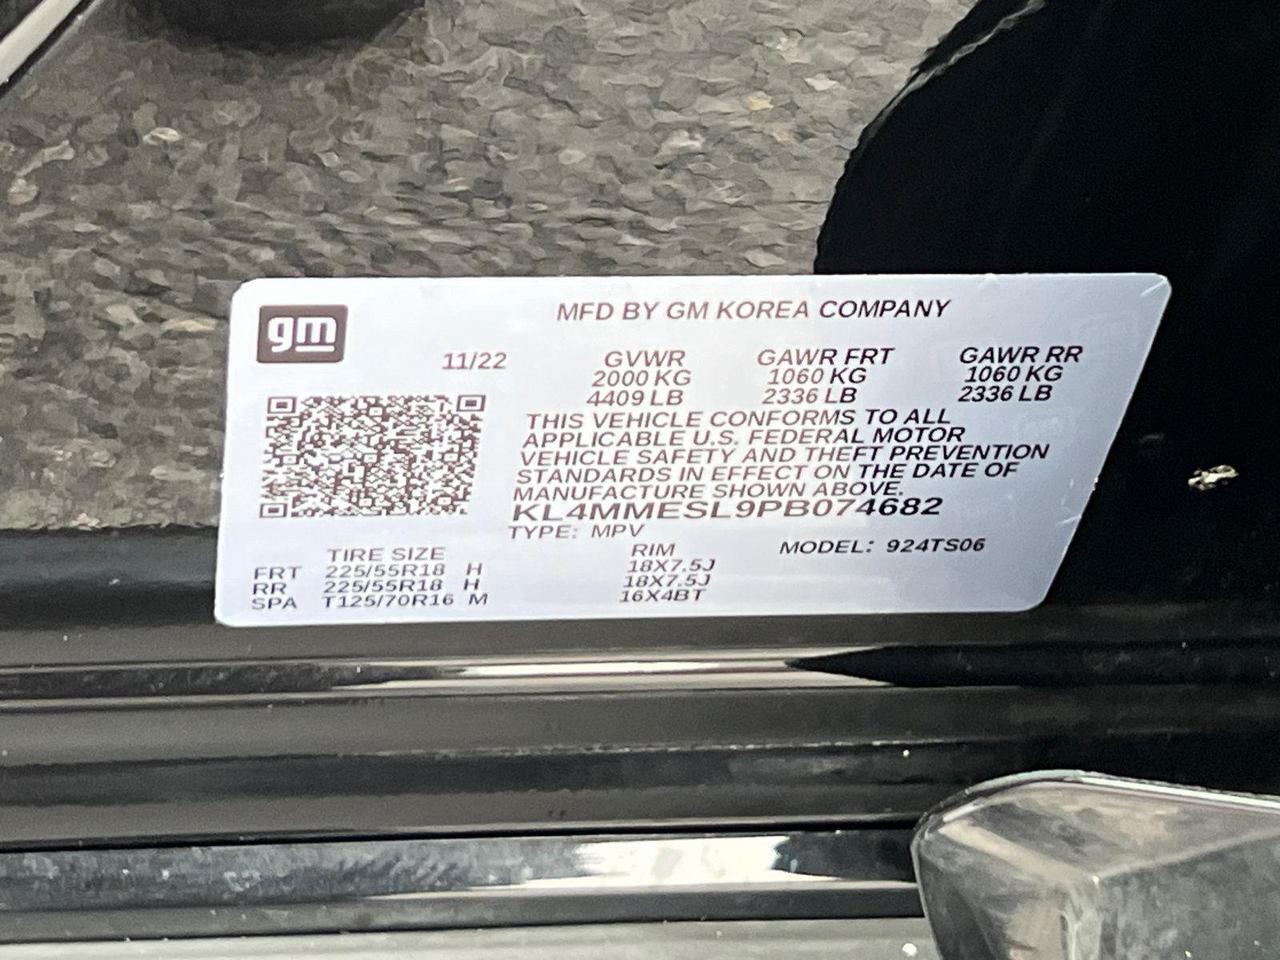 gm
MFD BY GM KOREA COMPANY
11/22 GVWR GAWR FRT GAWR RR
2000 KG 1060 KG 1060 KG
4409 LB 2336 LB 2336 LB
THIS VEHICLE CONFORMS TO ALL
APPLICABLE U.S. FEDERAL MOTOR
VEHICLE SAFETY AND THEFT PREVENTION
STANDARDS IN EFFECT ON THE DATE OF
MANUFACTURE SHOWN ABOVE.
KL4MMESL9PB074682
TYPE: MPV MODEL: 924TS06
TIRE SIZE RIM
FRT 225/55R18 H 18X7.5J
RR 225/55R18 H 18X7.5J
SPA T125/70R16 M 16X4BT